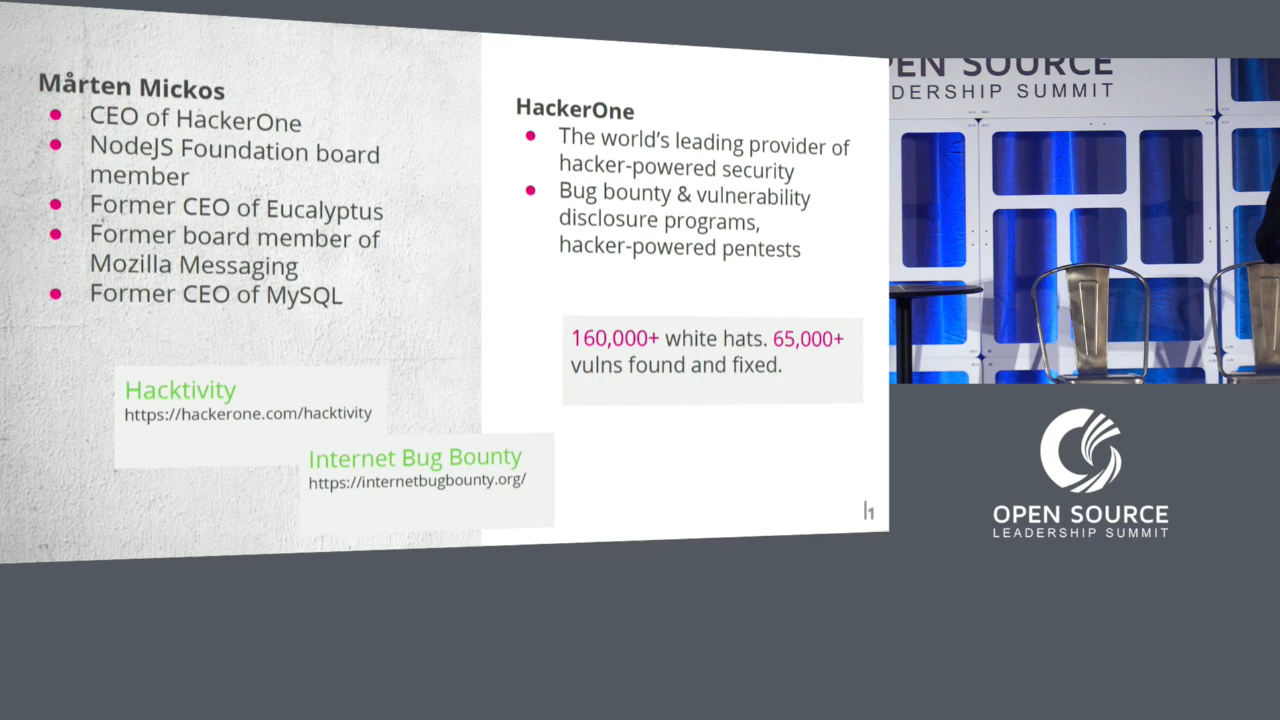 Mårten Mickos
CEO of HackerOne
NodeJS Foundation board
member
Former CEO of Eucalyptus
Former board member of
Mozilla Messaging
Former CEO of MySQL
Hacktivity
https://hackerone.com/hacktivity
Internet Bug Bounty
https://internetbugbounty.org/
HackerOne
The world's leading provider of
hacker-powered security
Bug bounty & vulnerability
disclosure programs,
hacker-powered pentests
160,000+ white hats. 65,000+
vulns found and fixed.
l1
EN SOURCE
DERSHIP SUMMIT
OPEN SOURCE
LEADERSHIP SUMMIT